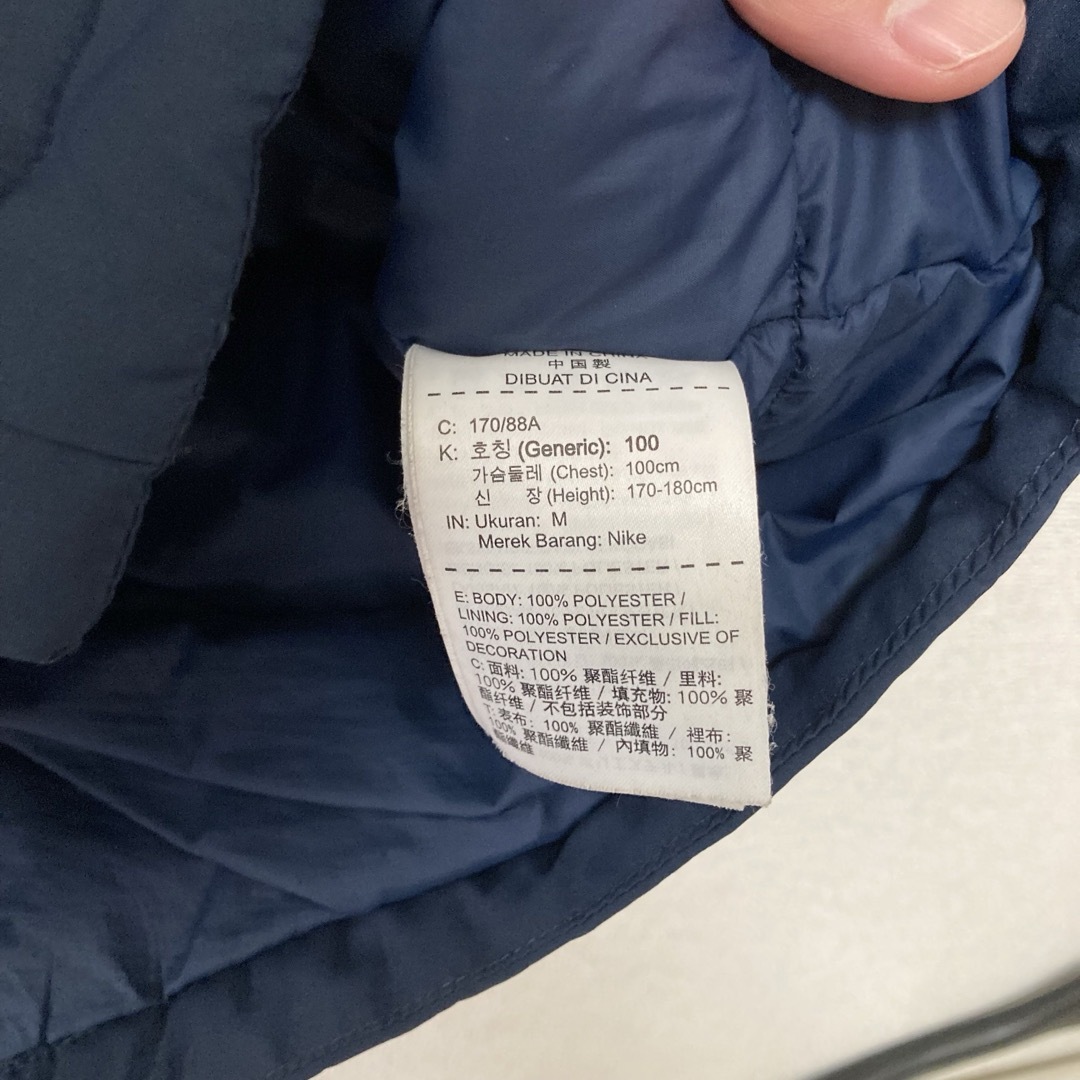 MADE IN CHINA
中国製
DIBUAT DI CINA
C: 170/88A
K: 호칭 (Generic): 100
가슴둘레 (Chest): 100cm
신 장 (Height): 170-180cm
IN: Ukuran: M
Merek Barang: Nike
E: BODY: 100% POLYESTER /
LINING: 100% POLYESTER / FILL:
100% POLYESTER / EXCLUSIVE OF
DECORATION
C: 面料: 100% 聚酯纤维 / 里料:
100% 聚酯纤维 / 填充物: 100% 聚
酯纤维 / 不包括装饰部分
T: 表布: 100% 聚酯纖維 / 裡布:
100% 聚酯纖維 / 內填物: 100% 聚
酯纖維